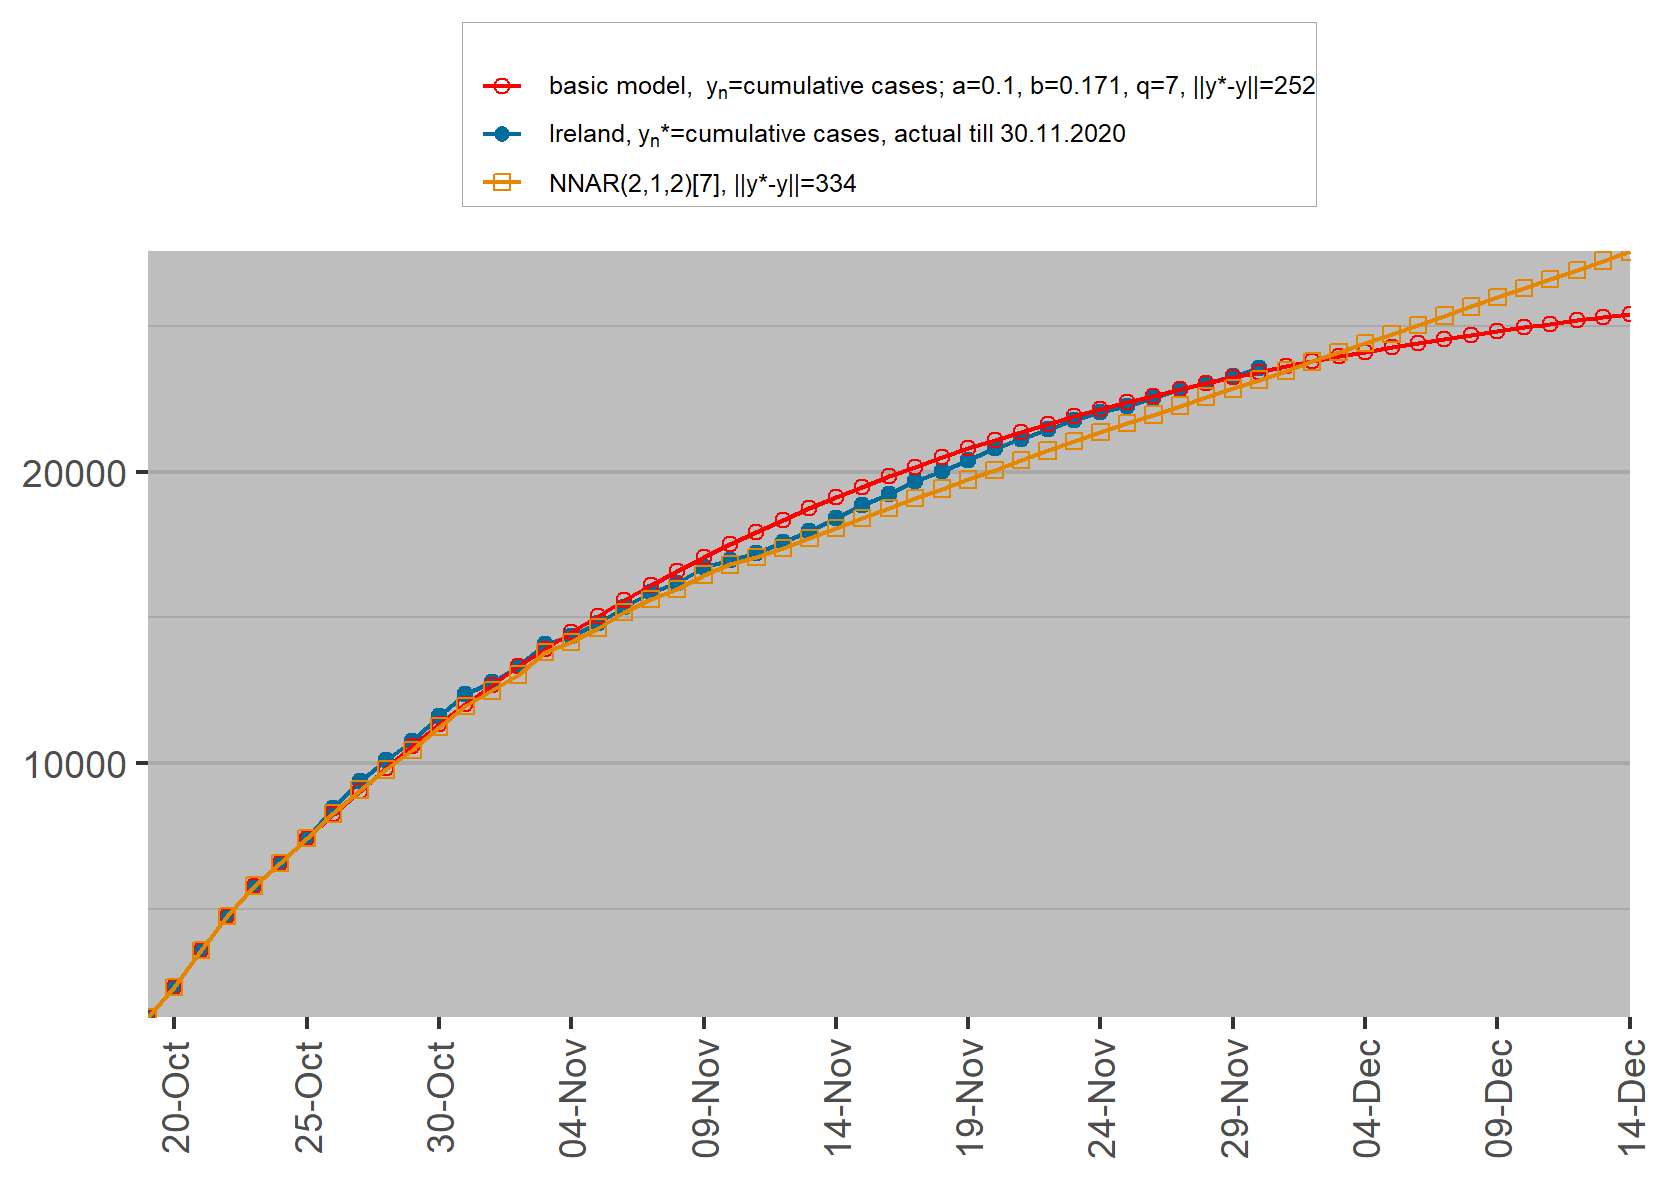 basic model, yn=cumulative cases; a=0.1, b=0.171, q=7, ||y*-y||=252
Ireland, yn*=cumulative cases, actual till 30.11.2020
NNAR(2,1,2)[7], ||y*-y||=334
20000
10000
20-Oct
25-Oct
30-Oct
04-Nov
09-Nov
14-Nov
19-Nov
24-Nov
29-Nov
04-Dec
09-Dec
14-Dec